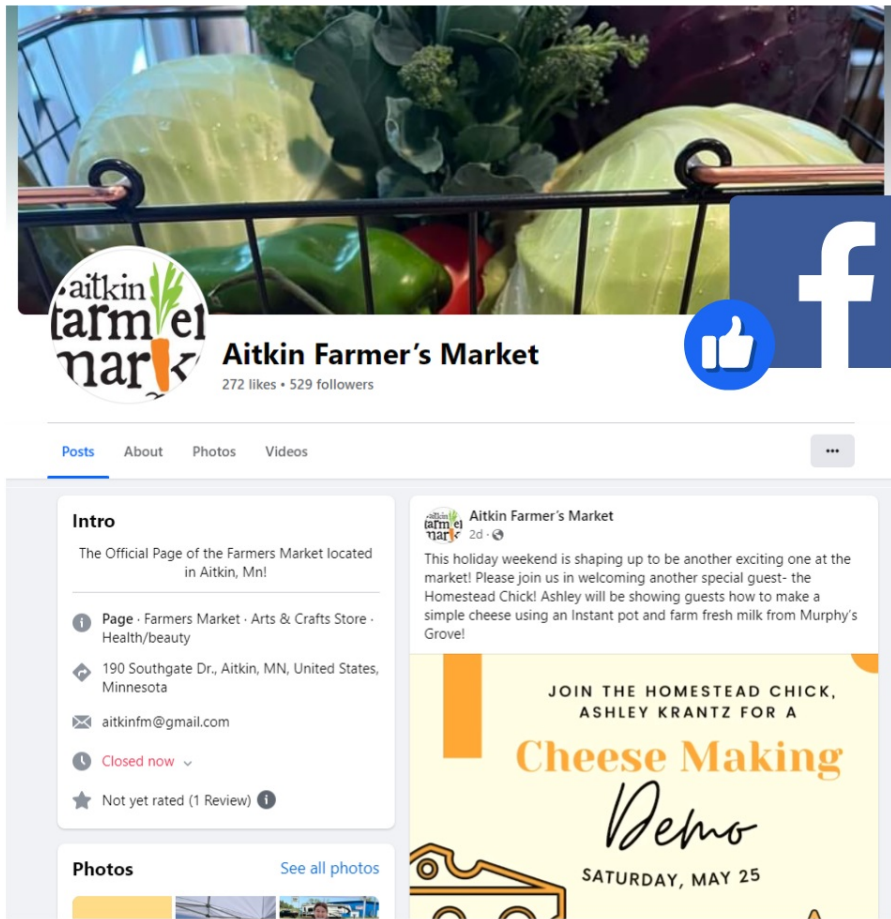 aitkin
farm er
mark
Aitkin Farmer’s Market
272 likes • 529 followers
Posts
About
Photos
Videos
Intro
The Official Page of the Farmers Market located
in Aitkin, Mn!
Page · Farmers Market · Arts & Crafts Store ·
Health/beauty
190 Southgate Dr., Aitkin, MN, United States,
Minnesota
aitkinfm@gmail.com
Closed now
Not yet rated (1 Review)
Photos
See all photos
Aitkin Farmer’s Market
2d ·
This holiday weekend is shaping up to be another exciting one at the
market! Please join us in welcoming another special guest- the
Homestead Chick! Ashley will be showing guests how to make a
simple cheese using an Instant pot and farm fresh milk from Murphy’s
Grove!
JOIN THE HOMESTEAD CHICK,
ASHLEY KRANTZ FOR A
Cheese Making
Demo
SATURDAY, MAY 25